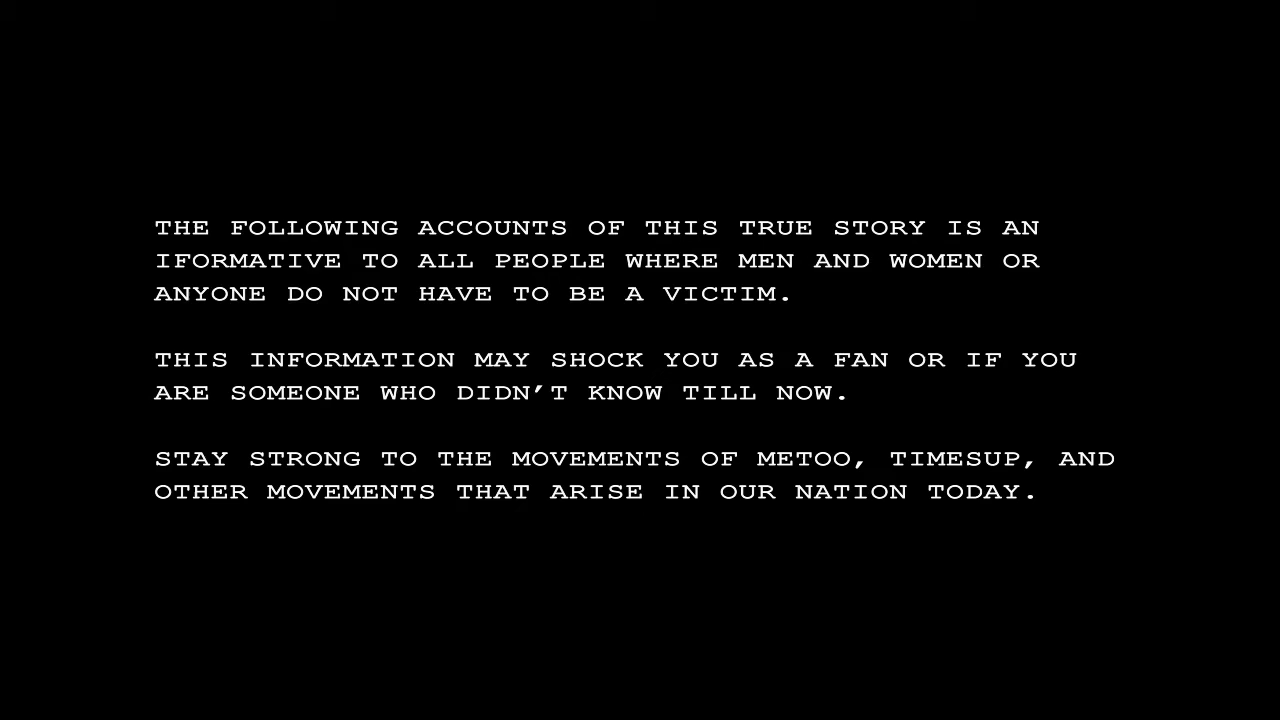 THE FOLLOWING ACCOUNTS OF THIS TRUE STORY IS AN
IFORMATIVE TO ALL PEOPLE WHERE MEN AND WOMEN OR
ANYONE DO NOT HAVE TO BE A VICTIM.
THIS INFORMATION MAY SHOCK YOU AS A FAN OR IF YOU
ARE SOMEONE WHO DIDN’T KNOW TILL NOW.
STAY STRONG TO THE MOVEMENTS OF METOO, TIMESUP, AND
OTHER MOVEMENTS THAT ARISE IN OUR NATION TODAY.